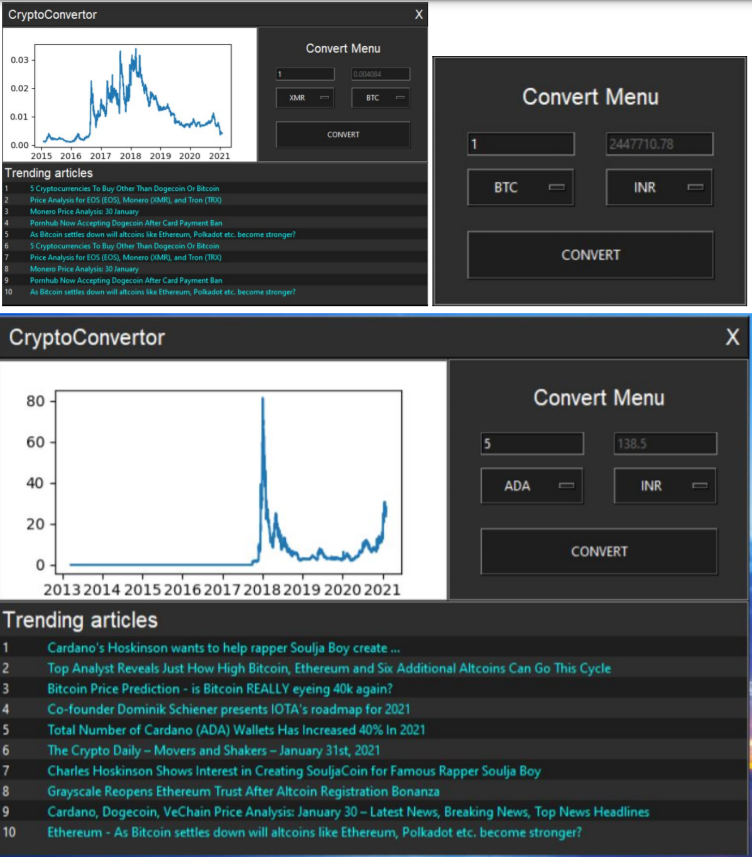 CryptoConvertor X
Convert Menu
1 0.004084
XMR BTC
CONVERT
0.03
0.02
0.01
0.00
2015 2016 2017 2018 2019 2020 2021
Trending articles
1 5 Cryptocurrencies To Buy Other Than Dogecoin Or Bitcoin
2 Price Analysis for EOS (EOS), Monero (XMR), and Tron (TRX)
3 Monero Price Analysis: 30 January
4 Pornhub Now Accepting Dogecoin After Card Payment Ban
5 As Bitcoin settles down will altcoins like Ethereum, Polkadot etc. become stronger?
6 5 Cryptocurrencies To Buy Other Than Dogecoin Or Bitcoin
7 Price Analysis for EOS (EOS), Monero (XMR), and Tron (TRX)
8 Monero Price Analysis: 30 January
9 Pornhub Now Accepting Dogecoin After Card Payment Ban
10 As Bitcoin settles down will altcoins like Ethereum, Polkadot etc. become stronger?
Convert Menu
1 2447710.78
BTC INR
CONVERT
CryptoConvertor X
Convert Menu
5 138.5
ADA INR
CONVERT
80
60
40
20
0
2013 2014 2015 2016 2017 2018 2019 2020 2021
Trending articles
1 Cardano's Hoskinson wants to help rapper Soulja Boy create ...
2 Top Analyst Reveals Just How High Bitcoin, Ethereum and Six Additional Altcoins Can Go This Cycle
3 Bitcoin Price Prediction - is Bitcoin REALLY eyeing 40k again?
4 Co-founder Dominik Schiener presents IOTA's roadmap for 2021
5 Total Number of Cardano (ADA) Wallets Has Increased 40% In 2021
6 The Crypto Daily – Movers and Shakers – January 31st, 2021
7 Charles Hoskinson Shows Interest in Creating SouljaCoin for Famous Rapper Soulja Boy
8 Grayscale Reopens Ethereum Trust After Altcoin Registration Bonanza
9 Cardano, Dogecoin, VeChain Price Analysis: January 30 – Latest News, Breaking News, Top News Headlines
10 Ethereum - As Bitcoin settles down will altcoins like Ethereum, Polkadot etc. become stronger?